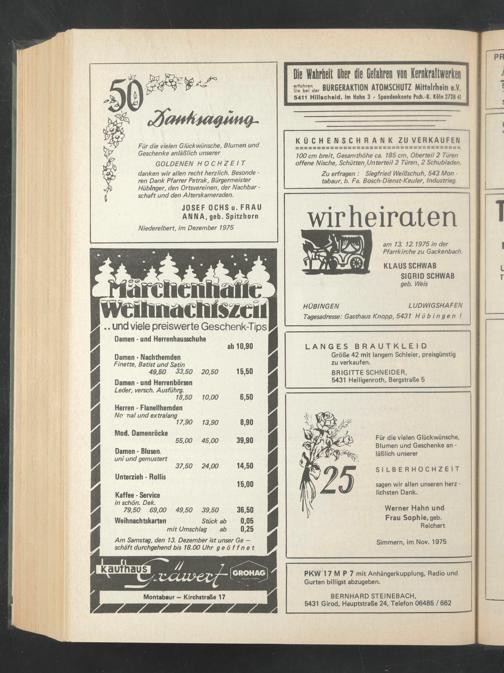 50
Danksagung
Für die vielen Glückwünsche, Blumen und
Geschenke anläßlich unserer
GOLDENEN HOCHZEIT
danken wir allen recht herzlich. Besonde -
ren Dank Pfarrer Petrak, Bürgermeister
Hübinger, den Ortsvereinen, der Nachbar -
schaft und den Alterskameraden.
JOSEF OCHS u. FRAU
ANNA, geb. Spitzhorn
Niederelbert, im Dezember 1975
Märchenhafte
Weihnachtszeit
..und viele preiswerte Geschenk-Tips
Damen - und Herrenhausschuhe
ab 10,90
Damen - Nachthemden
Finette, Batist und Satin
49,50 33,50 20,50 15,50
Damen - und Herrenbörsen
Leder, versch. Ausführg.
18,50 10,00 6,50
Herren - Flanellhemden
Normal und extralang
17,90 13,90 8,90
Mod. Damenröcke
55,00 45,00 39,90
Damen - Blusen
uni und gemustert
37,50 24,00 14,50
Unterzieh - Rollis
15,00
Kaffee - Service
in schön. Dek.
79,50 69,00 49,50 39,50 36,50
Weihnachtskarten Stück ab 0,05
mit Umschlag ab 0,25
Am Samstag, den 13. Dezember ist unser Ge -
schäft durchgehend bis 18.00 Uhr geöffnet
kaufhaus
Gräwert
GROHAG
Montabaur - Kirchstraße 17
Die Wahrheit über die Gefahren von Kernkraftwerken
erfahren
Sie bei der BÜRGERAKTION ATOMSCHUTZ Mittelrhein e.V.
5411 Hillscheid, Im Hahn 3 - Spendenkonto Psch.-K. Köln 2720 41
KÜCHENSCHRANK ZU VERKAUFEN
100 cm breit, Gesamthöhe ca. 185 cm, Oberteil 2 Türen
offene Nische, Schütten,Unterteil 2 Türen, 2 Schubladen.
Zu erfragen : Siegfried Weißschuh, 543 Mon -
tabaur, b. Fa. Bosch-Dienst-Keufer, Industrieg.
wir heiraten
am 13. 12.1975 in der
Pfarrkirche zu Gackenbach.
KLAUS SCHWAB
SIGRID SCHWAB
geb. Weis
HÜBINGEN LUDWIGSHAFEN
Tagesadresse: Gasthaus Knopp, 5431 Hübingen !
LANGES BRAUTKLEID
Größe 42 mit langem Schleier, preisgünstig
zu verkaufen.
BRIGITTE SCHNEIDER,
5431 Heiligenroth, Bergstraße 5
25
Für die vielen Glückwünsche,
Blumen und Geschenke an -
läßlich unserer
SILBERHOCHZEIT
sagen wir allen unseren herz -
lichsten Dank.
Werner Hahn und
Frau Sophie, geb.
Reichert
Simmern, im Nov. 1975
PKW 17 M P 7 mit Anhängerkupplung, Radio und
Gurten billigst abzugeben.
BERNHARD STEINEBACH,
5431 Girod, Hauptstraße 24, Telefon 06485 / 662